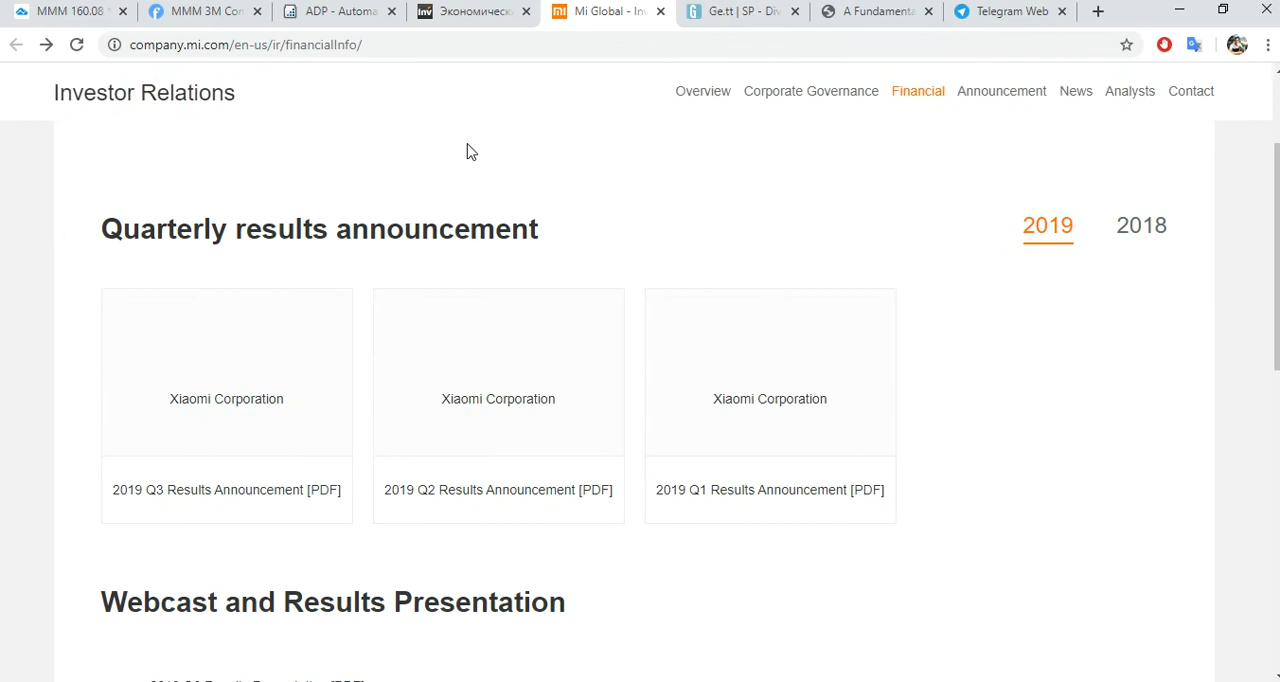 MMM 160.08
MMM 3M Con
ADP - Automa
Экономическ
Mi Global - Inv
Ge.tt | SP - Div
A Fundamenta
Telegram Web
company.mi.com/en-us/ir/financialInfo/
Investor Relations
Overview Corporate Governance Financial Announcement News Analysts Contact
Quarterly results announcement
2019 2018
Xiaomi Corporation
2019 Q3 Results Announcement [PDF]
Xiaomi Corporation
2019 Q2 Results Announcement [PDF]
Xiaomi Corporation
2019 Q1 Results Announcement [PDF]
Webcast and Results Presentation